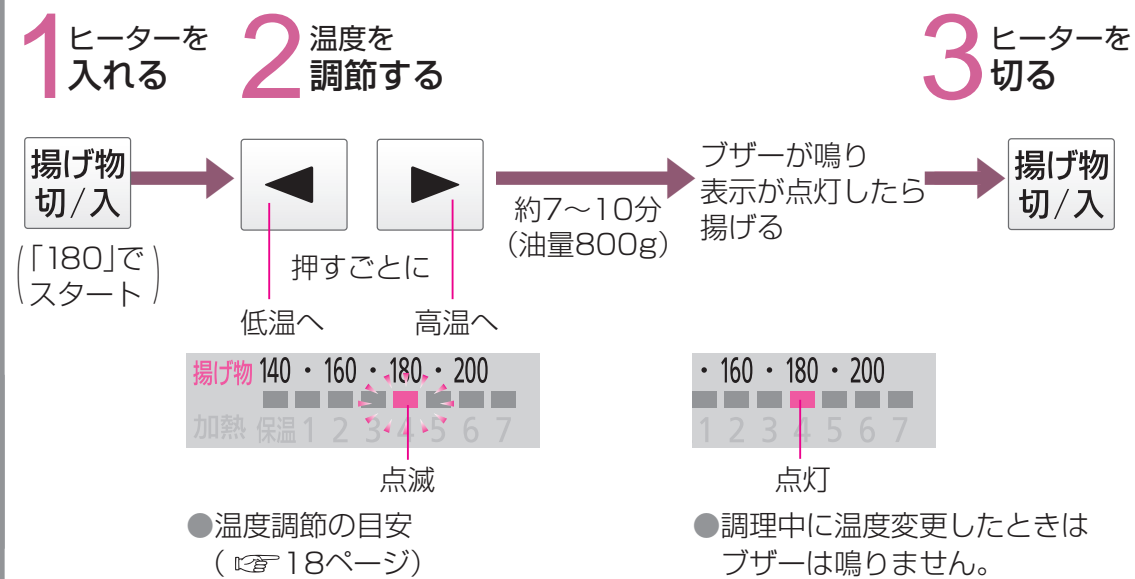 1 ヒーターを
入れる
2 温度を
調節する
3 ヒーターを
切る
揚げ物
切/入
(「180」で
スタート)
◀ ▶
押すごとに
低温へ 高温へ
約7〜10分
(油量800g)
ブザーが鳴り
表示が点灯したら
揚げる
揚げ物
切/入
揚げ物 140 ・ 160 ・ 180 ・ 200
加熱 保温 1 2 3 4 5 6 7
点滅
●温度調節の目安
(☞18ページ)
・ 160 ・ 180 ・ 200
1 2 3 4 5 6 7
点灯
●調理中に温度変更したときは
ブザーは鳴りません。